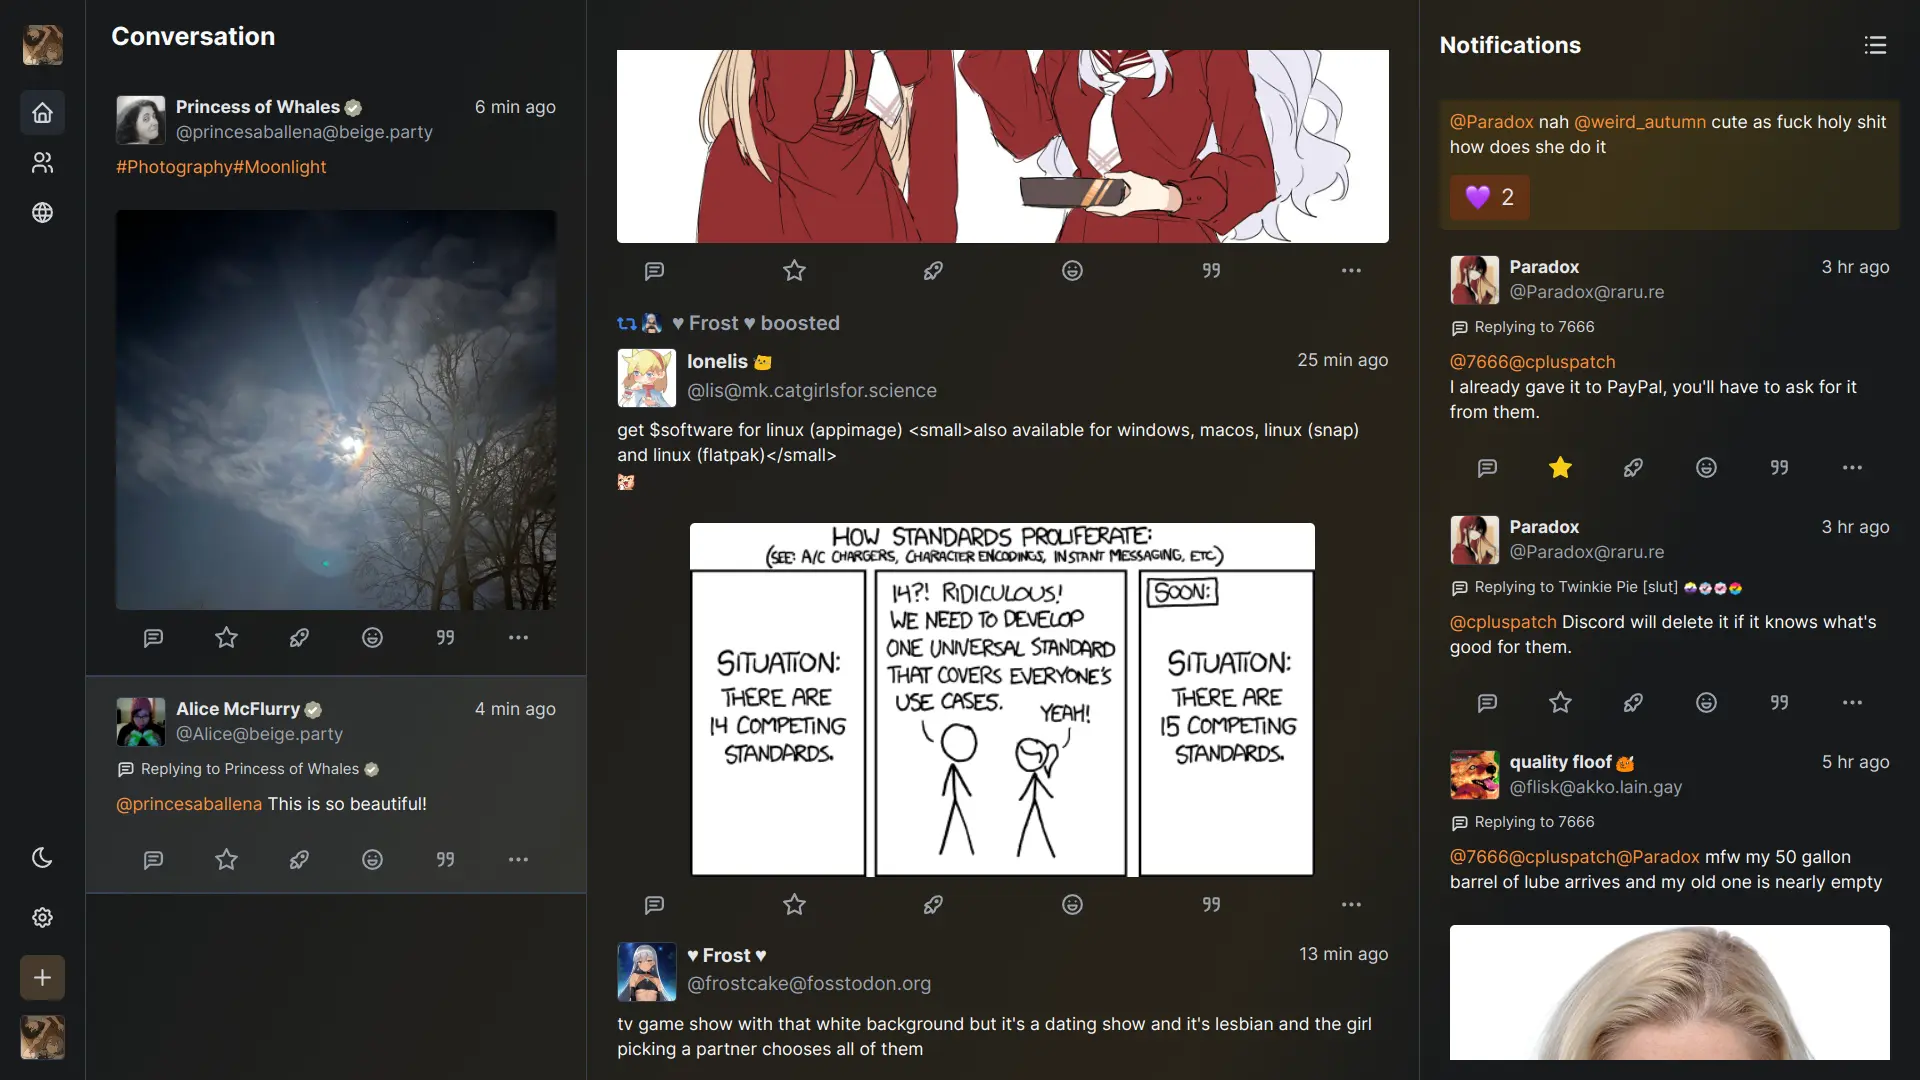 Conversation
Princess of Whales
6 min ago
@princesaballena@beige.party
#Photography#Moonlight
Alice McFlurry
4 min ago
@Alice@beige.party
Replying to Princess of Whales
@princesaballena This is so beautiful!
♥ Frost ♥ boosted
lonelis
25 min ago
@lis@mk.catgirlsfor.science
get $software for linux (appimage) <small>also available for windows, macos, linux (snap)
and linux (flatpak)</small>
HOW STANDARDS PROLIFERATE:
(SEE: A/C CHARGERS, CHARACTER ENCODINGS, INSTANT MESSAGING, ETC.)
SITUATION:
THERE ARE
14 COMPETING
STANDARDS.
14?! RIDICULOUS!
WE NEED TO DEVELOP
ONE UNIVERSAL STANDARD
THAT COVERS EVERYONE'S
USE CASES.
YEAH!
SOON:
SITUATION:
THERE ARE
15 COMPETING
STANDARDS.
♥ Frost ♥
13 min ago
@frostcake@fosstodon.org
tv game show with that white background but it's a dating show and it's lesbian and the girl
picking a partner chooses all of them
Notifications
@Paradox nah @weird_autumn cute as fuck holy shit
how does she do it
2
Paradox
3 hr ago
@Paradox@raru.re
Replying to 7666
@7666@cpluspatch
I already gave it to PayPal, you'll have to ask for it
from them.
Paradox
3 hr ago
@Paradox@raru.re
Replying to Twinkie Pie [slut]
@cpluspatch Discord will delete it if it knows what's
good for them.
quality floof
5 hr ago
@flisk@akko.lain.gay
Replying to 7666
@7666@cpluspatch@Paradox mfw my 50 gallon
barrel of lube arrives and my old one is nearly empty